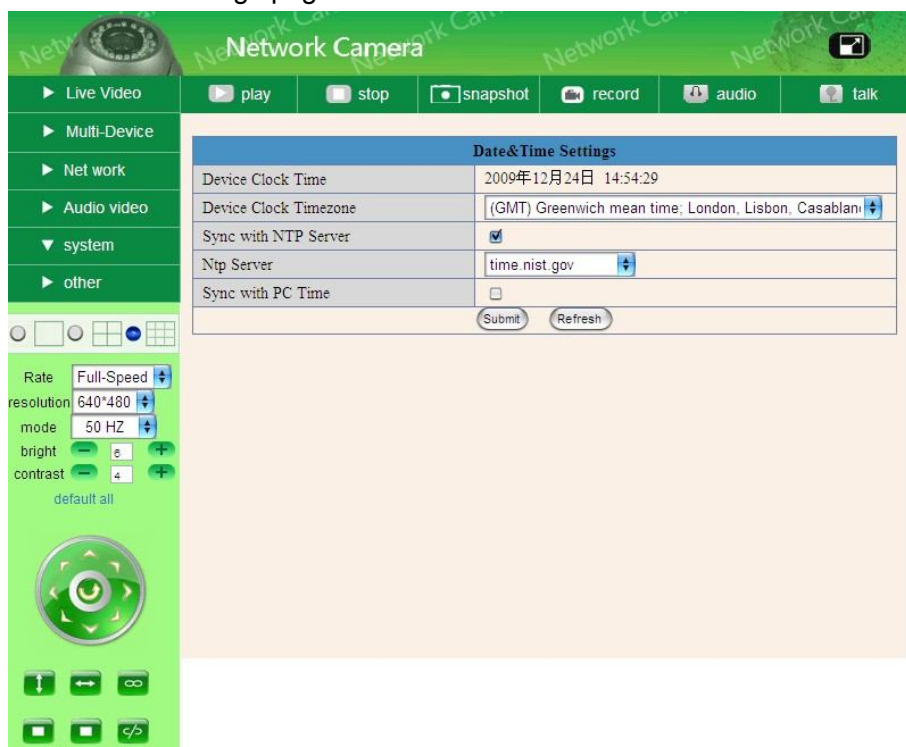 Network Camera
Live Video
play
stop
snapshot
record
audio
talk
Multi-Device
Net work
Audio video
system
other
Date&Time Settings
Device Clock Time 2009年12月24日 14:54:29
Device Clock Timezone (GMT) Greenwich mean time; London, Lisbon, Casablan
Sync with NTP Server
Ntp Server time.nist.gov
Sync with PC Time
Submit Refresh
Rate Full-Speed
resolution 640*480
mode 50 HZ
bright 6
contrast 4
default all